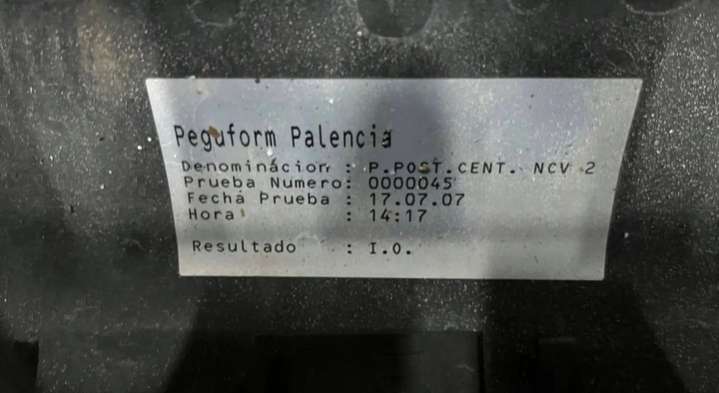 Peguform Palencia
Denominacion : P.POST.CENT. NCV 2
Prueba Numero: 0000045
Fecha Prueba : 17.07.07
Hora : 14:17
Resultado : I.O.